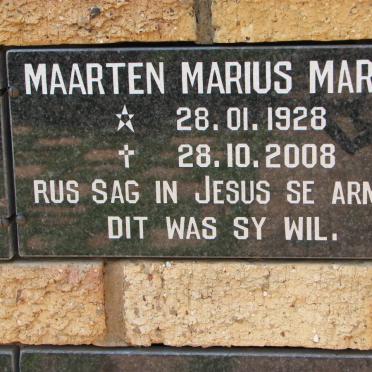 MAARTEN MARIUS MAR
28.01.1928
28.10.2008
RUS SAG IN JESUS SE ARM
DIT WAS SY WIL.